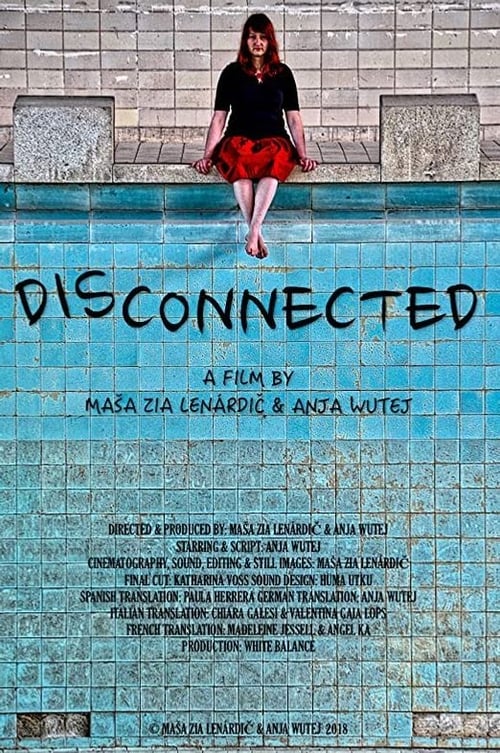 DISCONNECTED
A FILM BY
MAŠA ZIA LENÁRDIČ & ANJA WUTEJ
DIRECTED & PRODUCED BY: MAŠA ZIA LENÁRDIČ & ANJA WUTEJ
STARRING & SCRIPT: ANJA WUTEJ
CINEMATOGRAPHY, SOUND, EDITING & STILL IMAGES: MAŠA ZIA LENÁRDIČ
FINAL CUT: KATHARINA VOSS SOUND DESIGN: HUMA UTKU
SPANISH TRANSLATION: PAULA HERRERA GERMAN TRANSLATION: ANJA WUTEJ
ITALIAN TRANSLATION: CHIARA GALESI & VALENTINA GAIA LOPS
FRENCH TRANSLATION: MADELEINE JESSELL & ANGEL KA
PRODUCTION: WHITE BALANCE
© MAŠA ZIA LENÁRDIČ & ANJA WUTEJ 2018